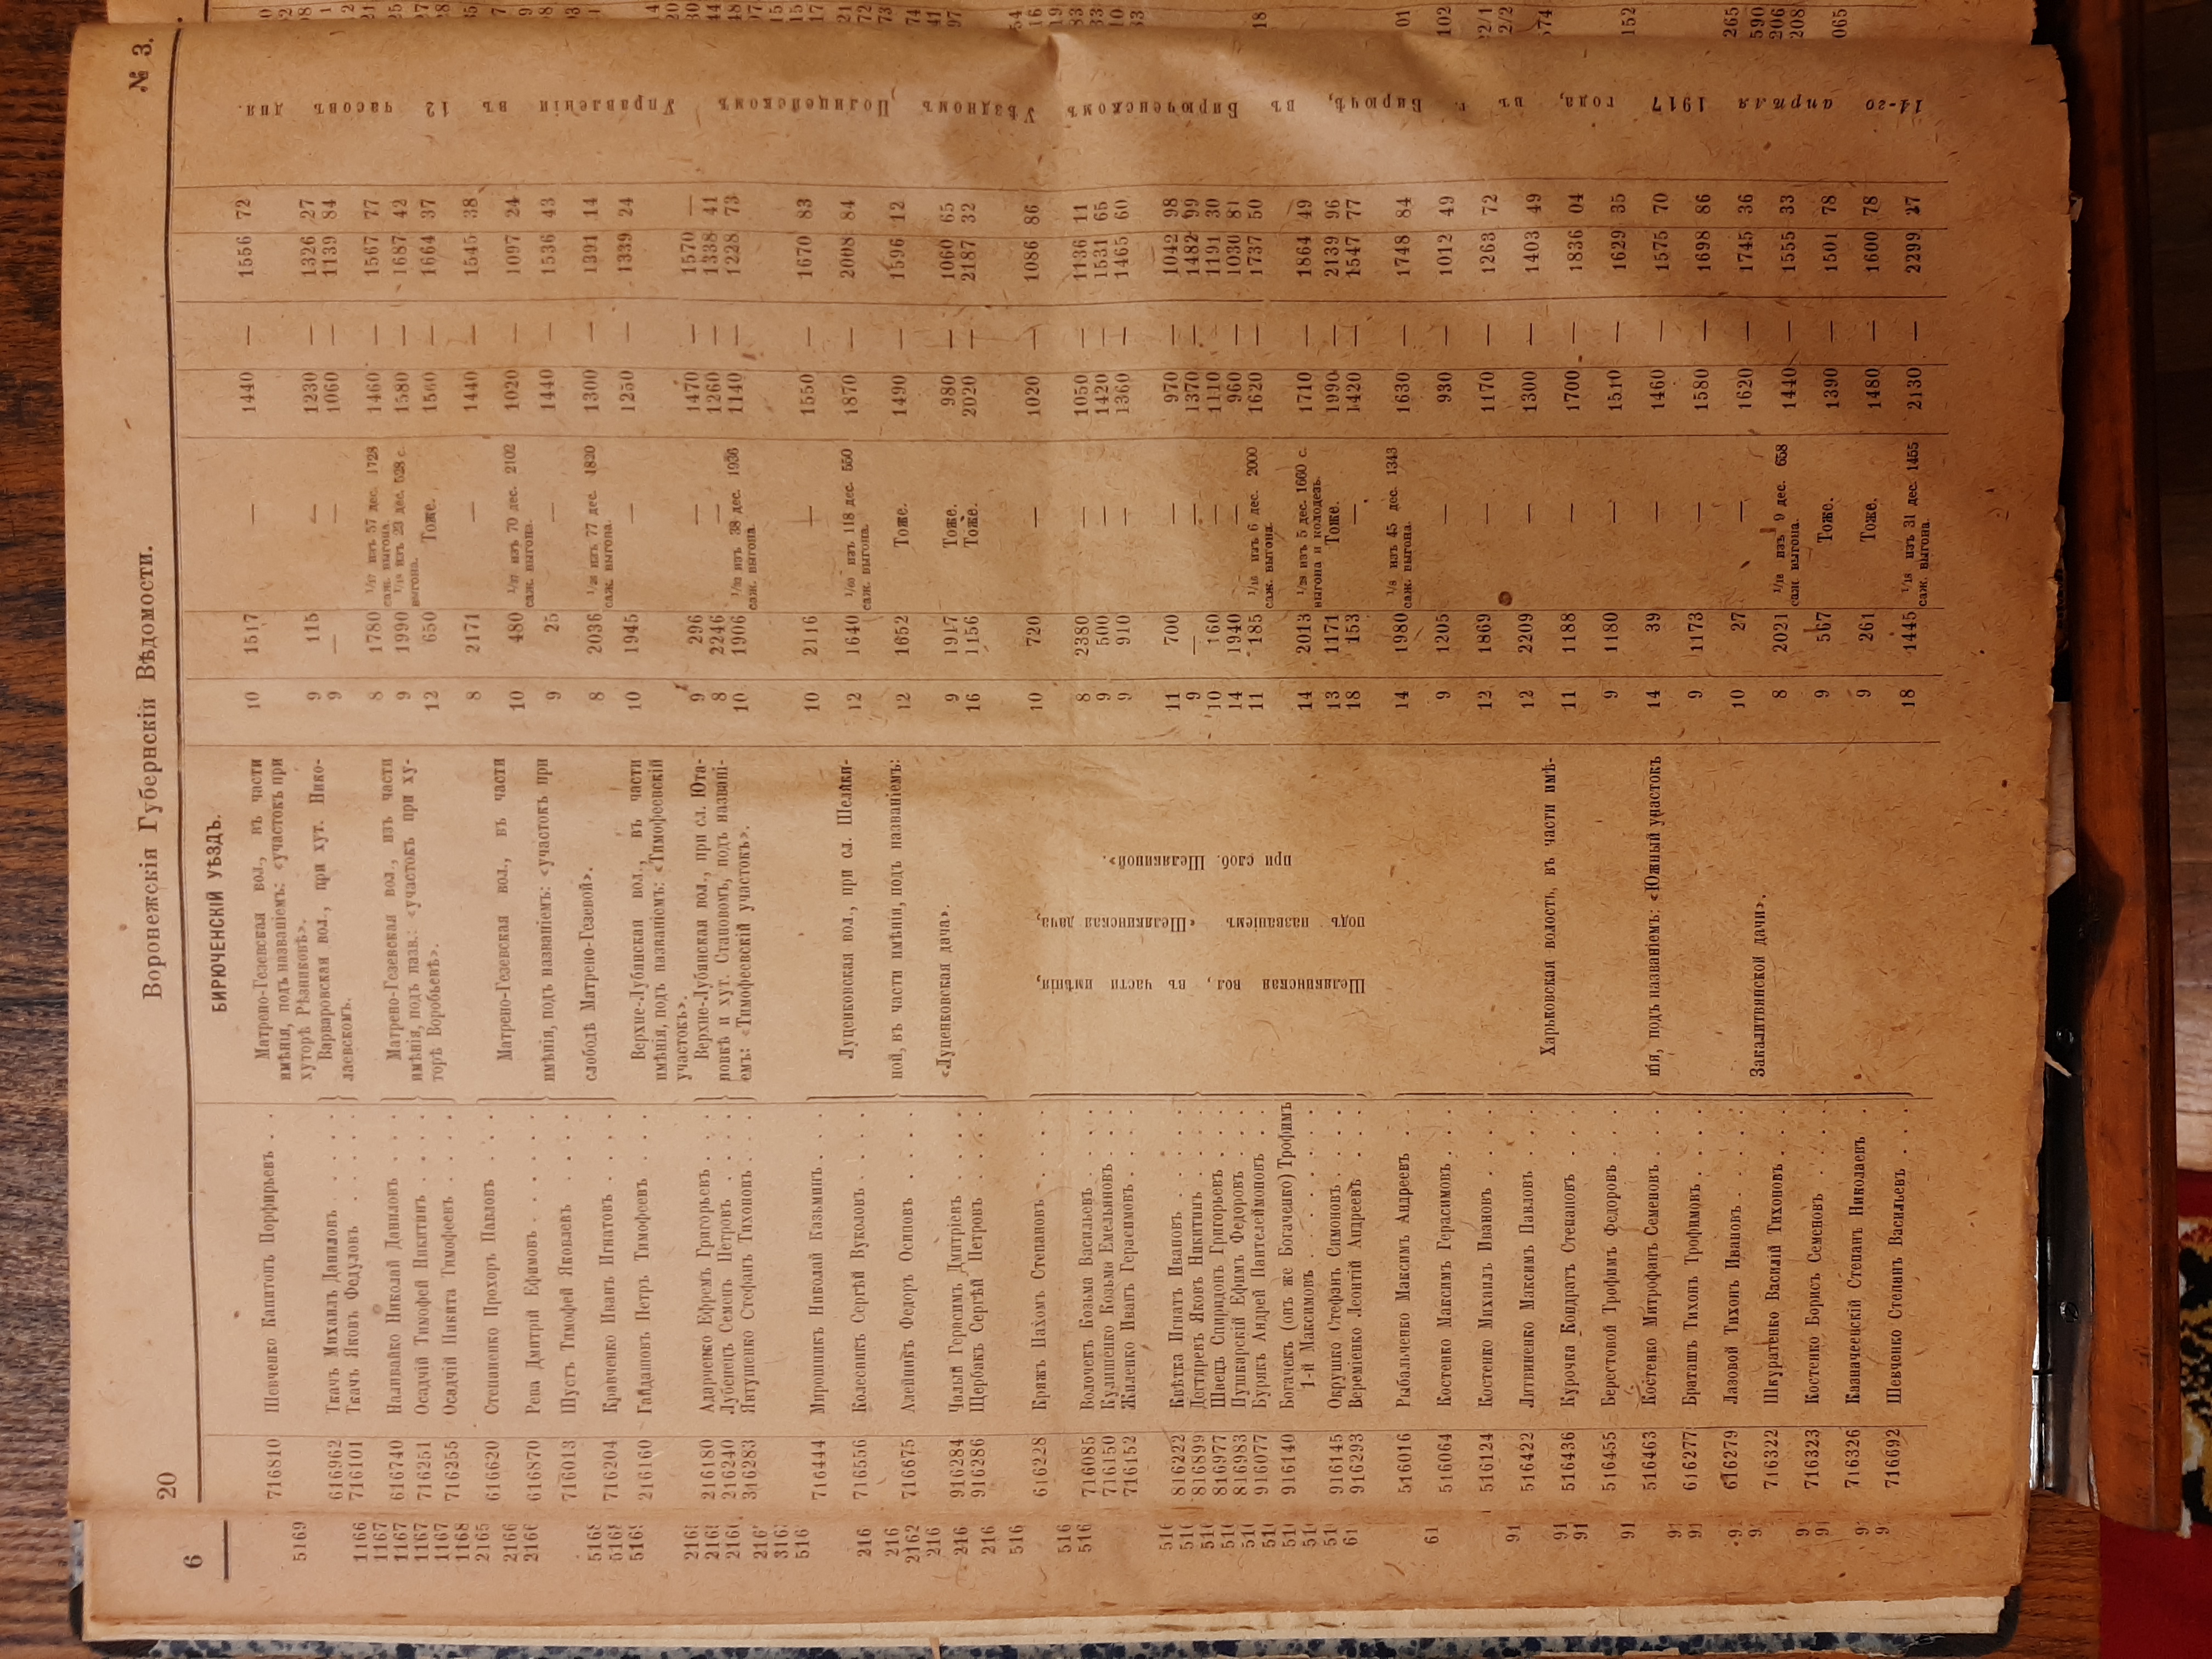 20
Воронежскія Губернскія Вѣдомости.
№ 3.
БИРЮЧЕНСКІЙ УѢЗДЪ.
716810 Шевченко Капитонъ Порфирьевъ . . Матрено-Гезевская вол., въ части 10 1517 — 1440 — 1556 72
имѣнія, подъ названіемъ: «участокъ при
хуторѣ Рѣзниковѣ».
616962 Ткачъ Михаилъ Даниловъ . . . . . Варваровская вол., при хут. Нико- 9 115 — 1230 — 1326 27
716101 Ткачъ Яковъ Федуловъ . . . . . лаевскомъ. 9 — — 1060 — 1139 84
616740 Наливайко Николай Даниловъ . . . Матрено-Гезевская вол., изъ части 8 1780 1/17 изъ 57 дес. 1728 саж. выгона. 1460 — 1567 77
716251 Осадчій Тимофей Никитинъ . . . . имѣнія, подъ назв.: «участокъ при ху- 9 1990 1/18 изъ 23 дес. 528 с. выгона. 1580 — 1687 42
716255 Осадчій Никита Тимофеевъ . . . . торѣ Воробьевѣ». 12 650 Тоже. 1560 — 1664 37
616620 Степаненко Прохоръ Павловъ . . . Матрено-Гезевская вол., въ части 8 2171 — 1440 — 1545 38
616870 Рева Дмитрій Ефимовъ . . . . . . имѣнія, подъ названіемъ: «участокъ при 10 480 1/37 изъ 70 дес. 2102 саж. выгона. 1020 — 1097 24
716013 Шустъ Тимофей Яковлевъ . . . . 9 25 — 1440 — 1536 43
716204 Кравченко Иванъ Игнатовъ . . . . слободѣ Матрено-Гезевой». 8 2036 1/36 изъ 77 дес. 1820 саж. выгона. 1300 — 1391 14
216160 Гайдашовъ Петръ Тимофеевъ . . . Верхне-Лубянская вол., въ части 10 1945 — 1250 — 1339 24
имѣнія, подъ названіемъ: «Тимофеевскій
участокъ».
216180 Адарченко Ефремъ Григорьевъ . . . Верхне-Лубянская вол., при сл. Юта- 9 296 — 1470 — 1570 —
216240 Лубенецъ Семенъ Петровъ . . . . новкѣ и хут. Становомъ, подъ названі- 8 2246 — 1260 — 1338 41
316283 Явтушенко Стефанъ Тихоновъ . . . емъ: «Тимофеевскій участокъ». 10 1906 1/33 изъ 38 дес. 1936 саж. выгона. 1140 — 1228 73
716444 Мирошникъ Николай Казьминъ . . . 10 2116 — 1550 — 1670 83
716556 Колесникъ Сергѣй Вуколовъ . . . . Луценковская вол., при сл. Шеляки- 12 1640 1/60 изъ 118 дес. 550 саж. выгона. 1870 — 2008 84
716675 Алейникъ Федоръ Осиповъ . . . . ной, въ части имѣнія, подъ названіемъ: 12 1652 Тоже. 1490 — 1596 12
916284 Чалый Герасимъ Дмитріевъ . . . . «Луценковская дача». 9 1917 Тоже. 980 — 1060 65
916286 Щербакъ Сергѣй Петровъ . . . . 16 1156 Тоже. 2020 — 2187 32
Шелякинская вол., въ части имѣнія,
подъ названіемъ «Шелякинская дача,
при слоб. Шелякиной».
616228 Кряжъ Пахомъ Степановъ . . . . 10 720 — 1020 — 1086 86
716085 Волочекъ Козьма Васильевъ . . . . 8 2380 — 1050 — 1136 11
716150 Кулишенко Козьма Емельяновъ . . . 9 500 — 1420 — 1531 65
716152 Жиленко Иванъ Герасимовъ . . . . 9 910 — 1360 — 1465 60
816222 Квѣтка Игнатъ Ивановъ . . . . . 11 700 — 970 — 1042 98
816899 Дегтяревъ Яковъ Никитинъ . . . . 9 — — 1370 — 1482 99
816977 Швецъ Спиридонъ Григорьевъ . . . 10 160 — 1110 — 1191 30
816983 Пушкарскій Ефимъ Федоровъ . . . 14 1940 — 960 — 1030 81
916077 Бурякъ Андрей Пантелеймоновъ . . 11 185 1/16 изъ 6 дес. 2000 саж. выгона. 1620 — 1737 50
916140 Богачекъ (онъ же Богаченко) Трофимъ
1-й Максимовъ . . . . . . . . 14 2013 1/28 изъ 5 дес. 1660 с. выгона и колодезь. 1710 — 1864 49
916145 Окрушко Стефанъ Симоновъ . . . . 13 1171 Тоже. 1990 — 2139 96
916293 Веремiенко Леонтій Андреевъ . . . 18 153 — 1420 — 1547 77
516016 Рыбальченко Максимъ Андреевъ . . 14 1980 1/8 изъ 45 дес. 1343 саж. выгона. 1630 — 1748 84
516064 Костенко Максимъ Герасимовъ . . . 9 1205 — 930 — 1012 49
516124 Костенко Михаилъ Ивановъ . . . . 12 1869 — 1170 — 1263 72
516422 Литвиненко Максимъ Павловъ . . . 12 2209 — 1300 — 1403 49
Харьковская волость, въ части имѣ-
516436 Курочка Кондратъ Степановъ . . . 11 1188 — 1700 — 1836 04
516455 Берестовой Трофимъ Федоровъ . . . 9 1180 — 1510 — 1629 35
516463 Костенко Митрофанъ Семеновъ . . . нія, подъ названіемъ: «Южный участокъ 14 39 — 1460 — 1575 70
616277 Браташъ Тихонъ Трофимовъ . . . . 9 1173 — 1580 — 1698 86
616279 Лазовой Тихонъ Ивановъ . . . . . 10 27 — 1620 — 1745 36
Закалитвянской дачи».
716322 Шкуратенко Василій Тихоновъ . . . 8 2021 1/18 изъ 9 дес. 658 саж. выгона. 1440 — 1555 33
716323 Костенко Борисъ Семеновъ . . . . 9 567 Тоже. 1390 — 1501 78
716326 Казначеевскій Степанъ Николаевъ . 9 261 Тоже. 1480 — 1600 78
716692 Шевченко Степанъ Васильевъ . . . 18 1445 1/18 изъ 31 дес. 1455 саж. выгона. 2130 — 2299 27
14-го апрѣля 1917 года, въ г. Бирючѣ, въ Бирюченскомъ Уѣздномъ Полицейскомъ Управленіи въ 12 часовъ дня.
6
5169
1166
1167
1167
1167
1167
1168
2165
2166